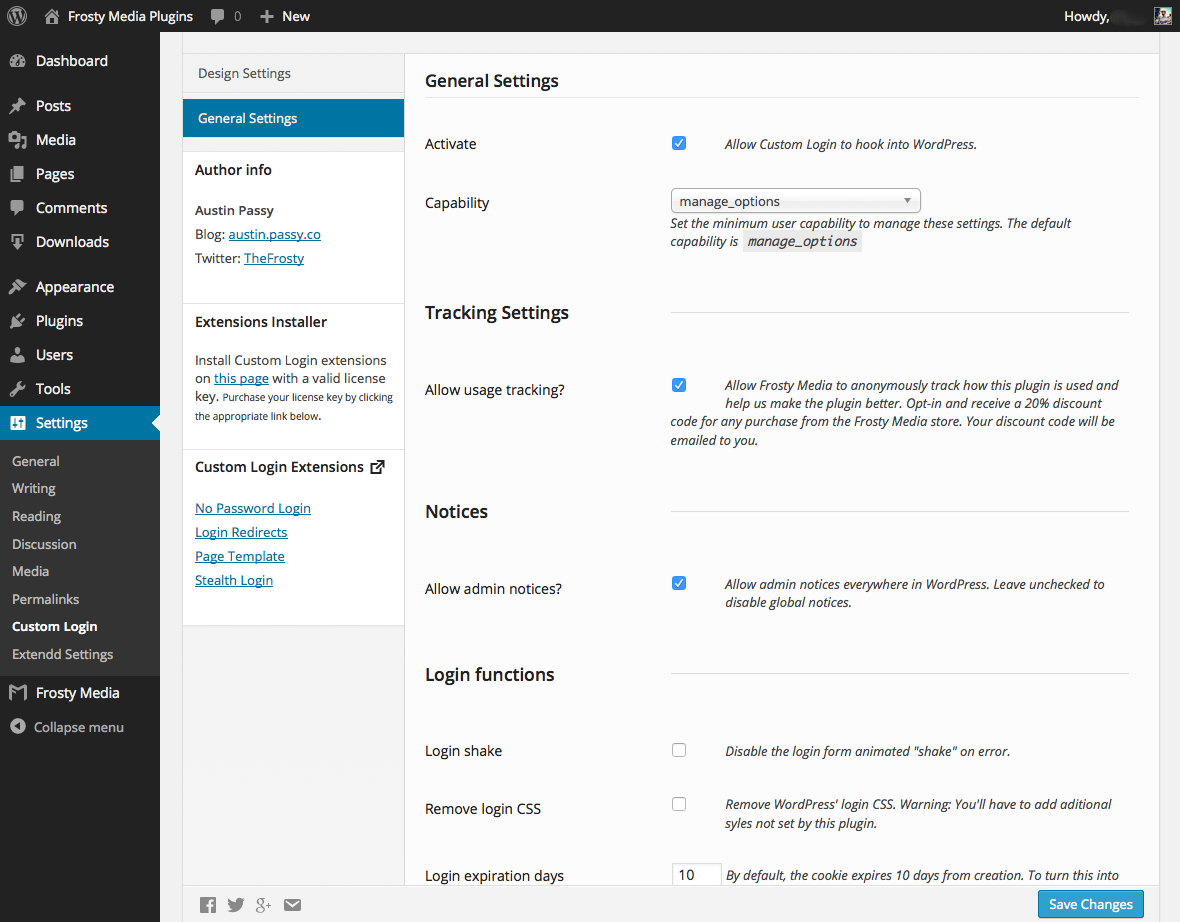 Frosty Media Plugins 0 New Howdy,
Dashboard
Posts
Media
Pages
Comments
Downloads
Appearance
Plugins
Users
Tools
Settings
General
Writing
Reading
Discussion
Media
Permalinks
Custom Login
Extendd Settings
Frosty Media
Collapse menu
Design Settings
General Settings
Author info
Austin Passy
Blog: austin.passy.co
Twitter: TheFrosty
Extensions Installer
Install Custom Login extensions
on this page with a valid license
key. Purchase your license key by clicking
the appropriate link below.
Custom Login Extensions
No Password Login
Login Redirects
Page Template
Stealth Login
General Settings
Activate
Allow Custom Login to hook into WordPress.
Capability
manage_options
Set the minimum user capability to manage these settings. The default
capability is manage_options
Tracking Settings
Allow usage tracking?
Allow Frosty Media to anonymously track how this plugin is used and
help us make the plugin better. Opt-in and receive a 20% discount
code for any purchase from the Frosty Media store. Your discount code will be
emailed to you.
Notices
Allow admin notices?
Allow admin notices everywhere in WordPress. Leave unchecked to
disable global notices.
Login functions
Login shake
Disable the login form animated "shake" on error.
Remove login CSS
Remove WordPress' login CSS. Warning: You'll have to add aditional
syles not set by this plugin.
Login expiration days
10
By default, the cookie expires 10 days from creation. To turn this into
Save Changes